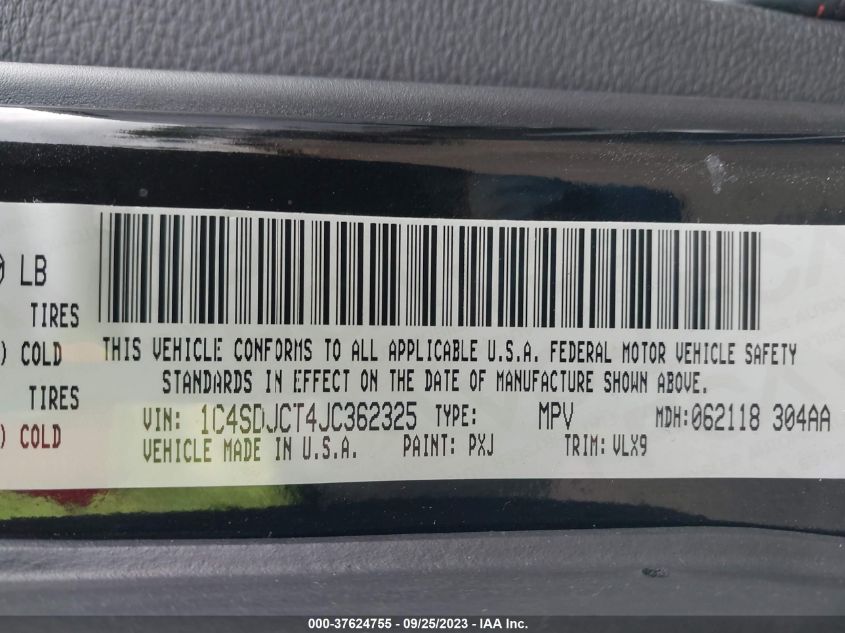 LB
TIRES
) COLD
TIRES
) COLD
THIS VEHICLE CONFORMS TO ALL APPLICABLE U.S.A. FEDERAL MOTOR VEHICLE SAFETY
STANDARDS IN EFFECT ON THE DATE OF MANUFACTURE SHOWN ABOVE.
VIN: 1C4SDJCT4JC362325 TYPE: MPV MDH: 062118 304AA
VEHICLE MADE IN U.S.A. PAINT: PXJ TRIM: VLX9
000-37624755 — 09/25/2023 — IAA Inc.